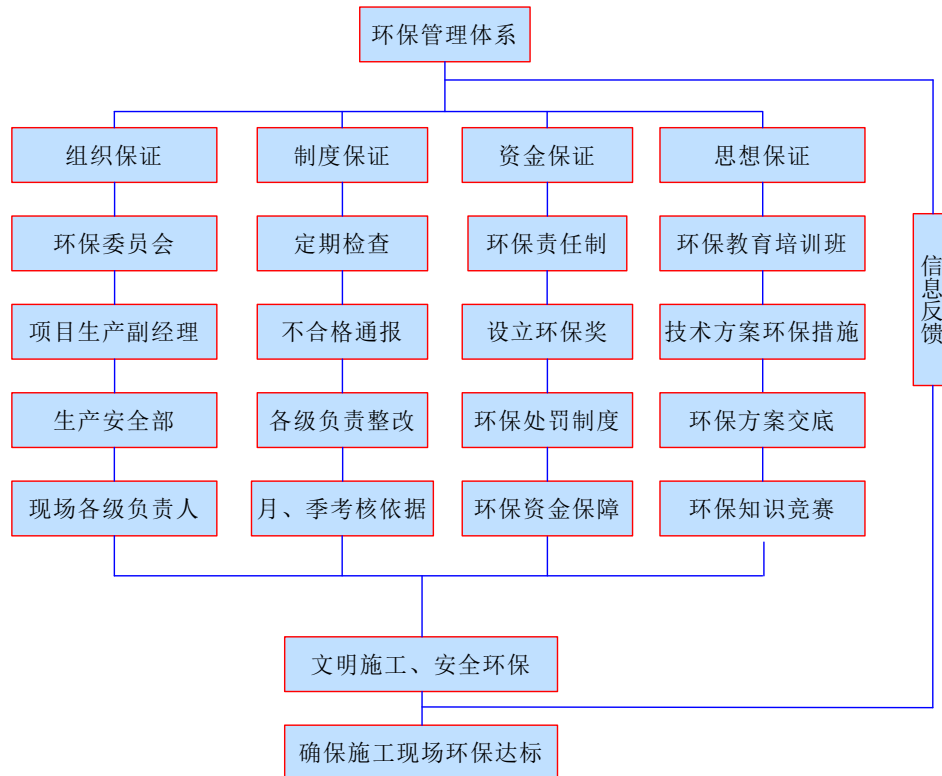 环保管理体系
组织保证
制度保证
资金保证
思想保证
环保委员会
定期检查
环保责任制
环保教育培训班
项目生产副经理
不合格通报
设立环保奖
技术方案环保措施
生产安全部
各级负责整改
环保处罚制度
环保方案交底
现场各级负责人
月、季考核依据
环保资金保障
环保知识竞赛
信息反馈
文明施工、安全环保
确保施工现场环保达标